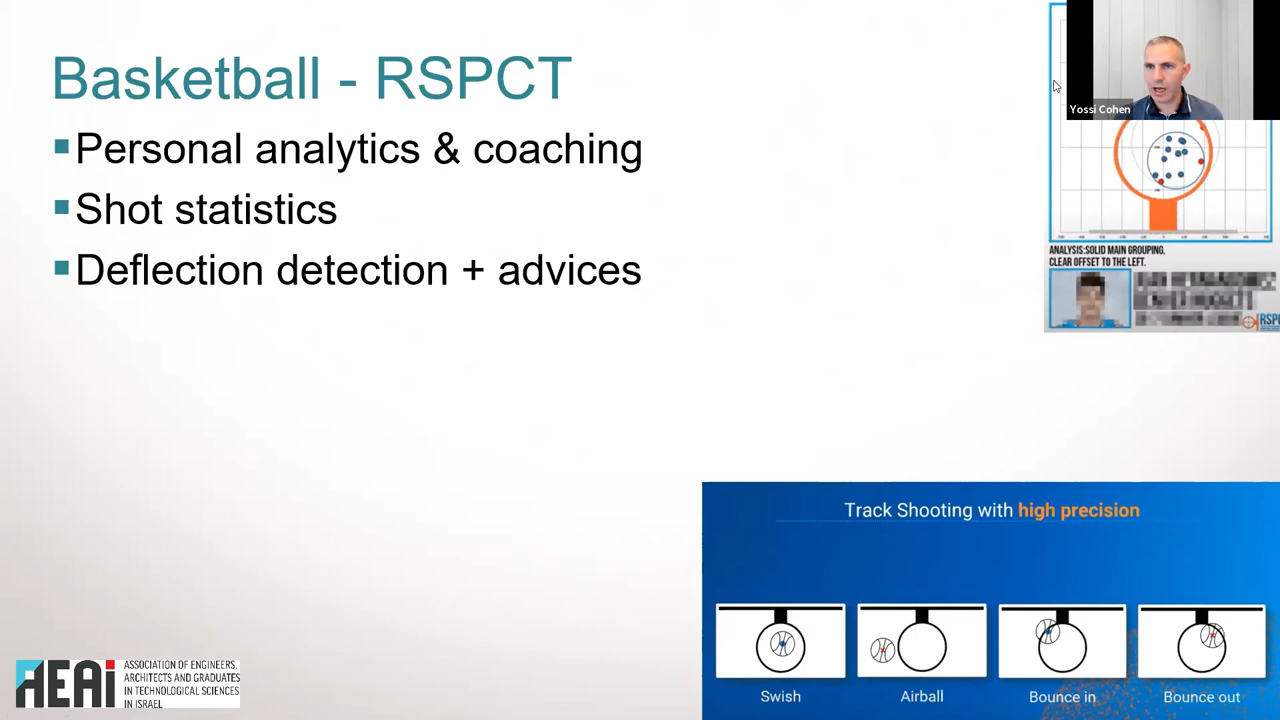 Basketball - RSPCT
Personal analytics & coaching
Shot statistics
Deflection detection + advices
Yossi Cohen
ANALYSIS:SOLID MAIN GROUPING.
CLEAR OFFSET TO THE LEFT.
Track Shooting with high precision
Swish
Airball
Bounce in
Bounce out
AEAi
ASSOCIATION OF ENGINEERS,
ARCHITECTS AND GRADUATES
IN TECHNOLOGICAL SCIENCES
IN ISRAEL